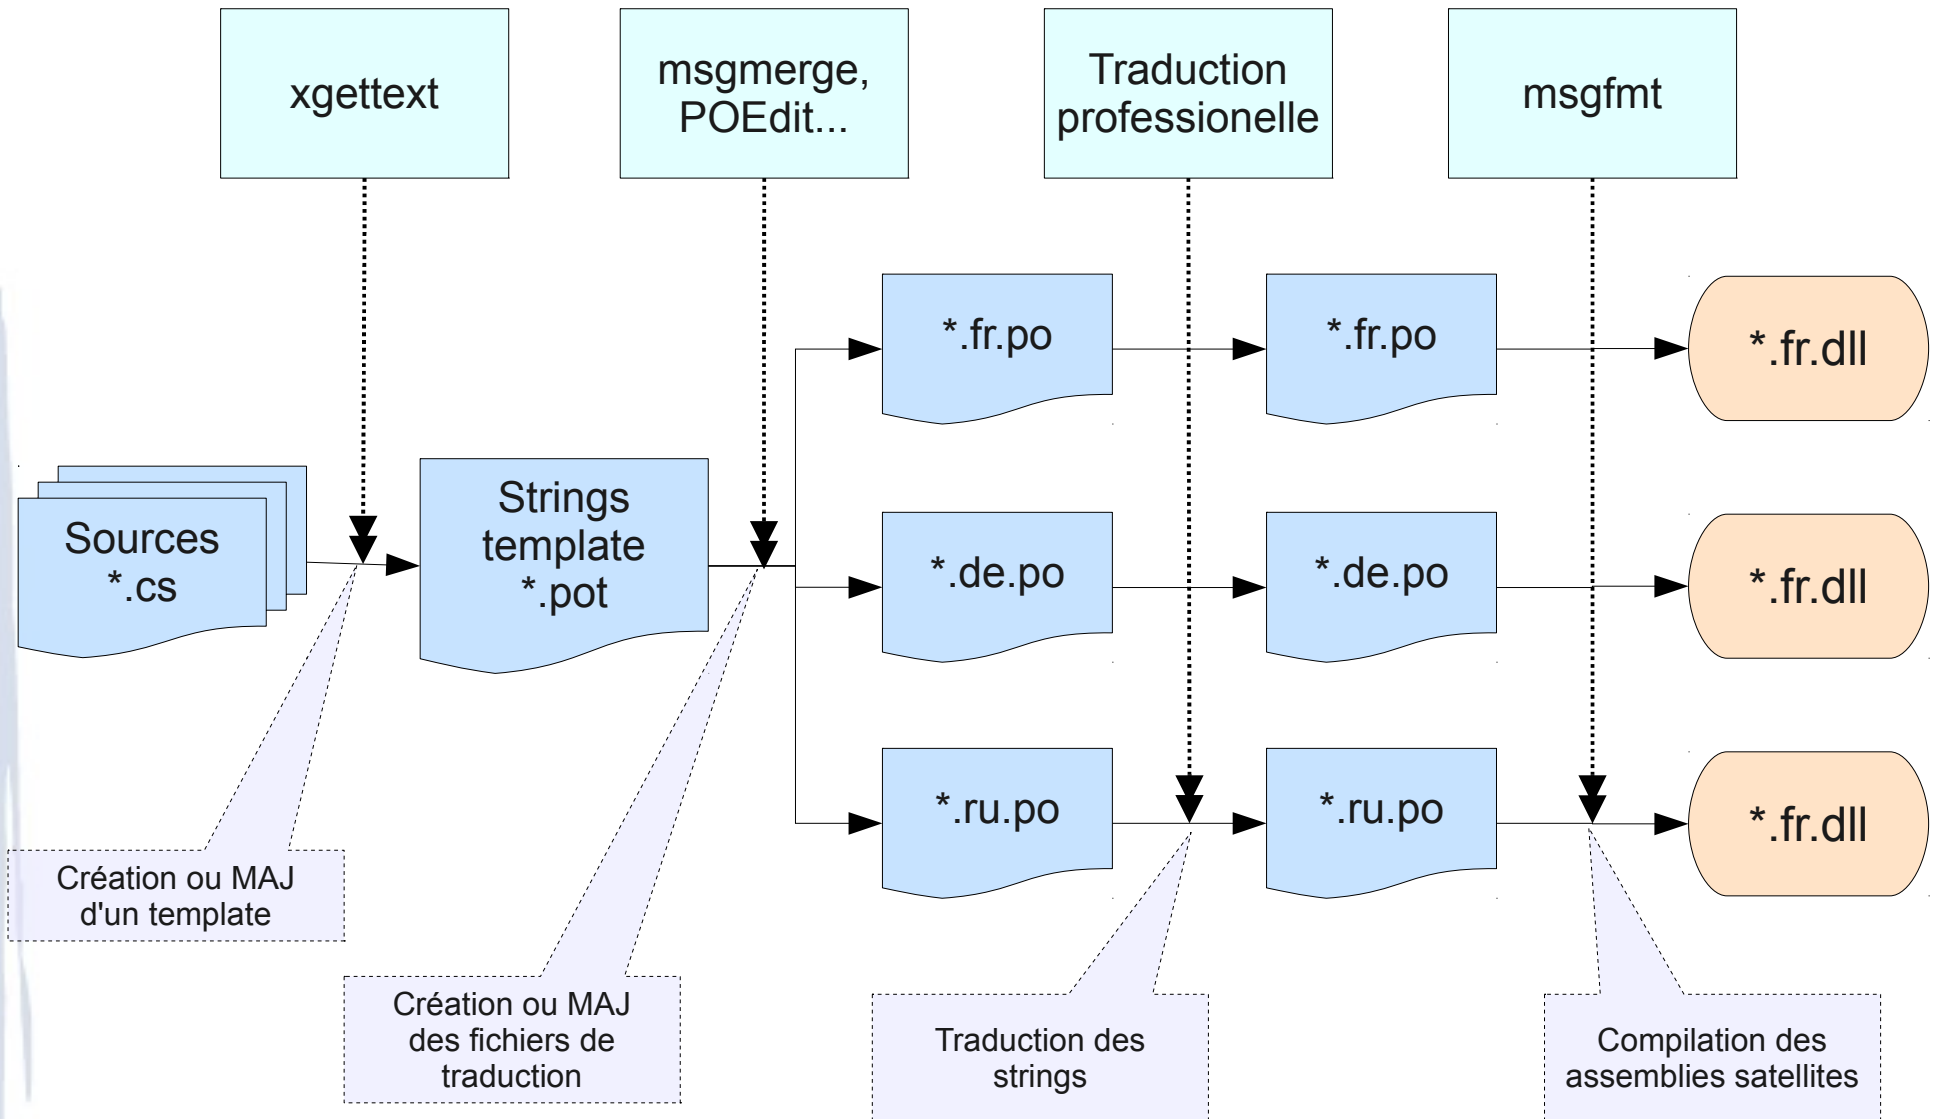 xgettext
msgmerge,
POEdit...
Traduction
professionelle
msgfmt
*.fr.po
*.fr.po
*.fr.dll
Sources
*.cs
Strings
template
*.pot
*.de.po
*.de.po
*.fr.dll
*.ru.po
*.ru.po
*.fr.dll
Création ou MAJ
d'un template
Création ou MAJ
des fichiers de
traduction
Traduction des
strings
Compilation des
assemblies satellites